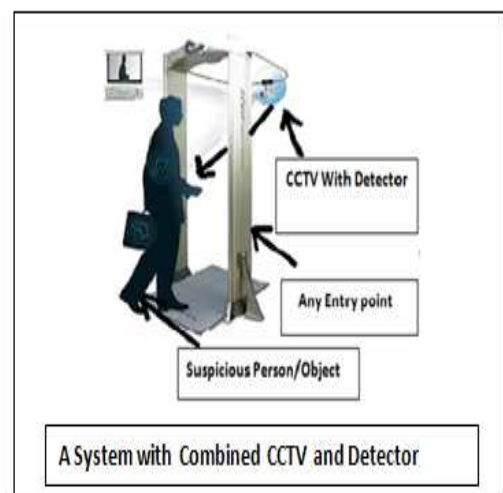 CCTV With Detector
Any Entry point
Suspicious Person/Object
A System with Combined CCTV and Detector